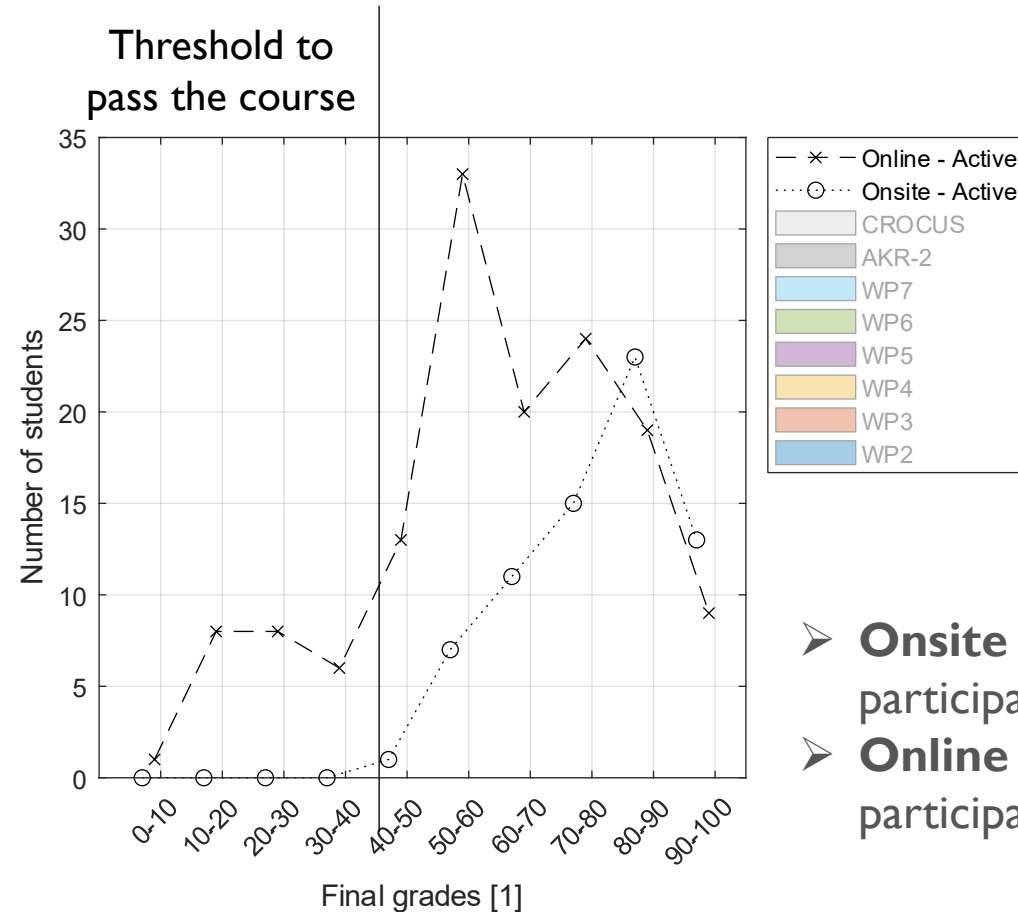 Threshold to
pass the course
35
30
25
20
15
10
5
0
Number of students
0-10
10-20
20-30
30-40
40-50
50-60
60-70
70-80
80-90
90-100
Final grades [1]
Online - Active
Onsite - Active
CROCUS
AKR-2
WP7
WP6
WP5
WP4
WP3
WP2
➢ Onsite
participa
➢ Online
participa